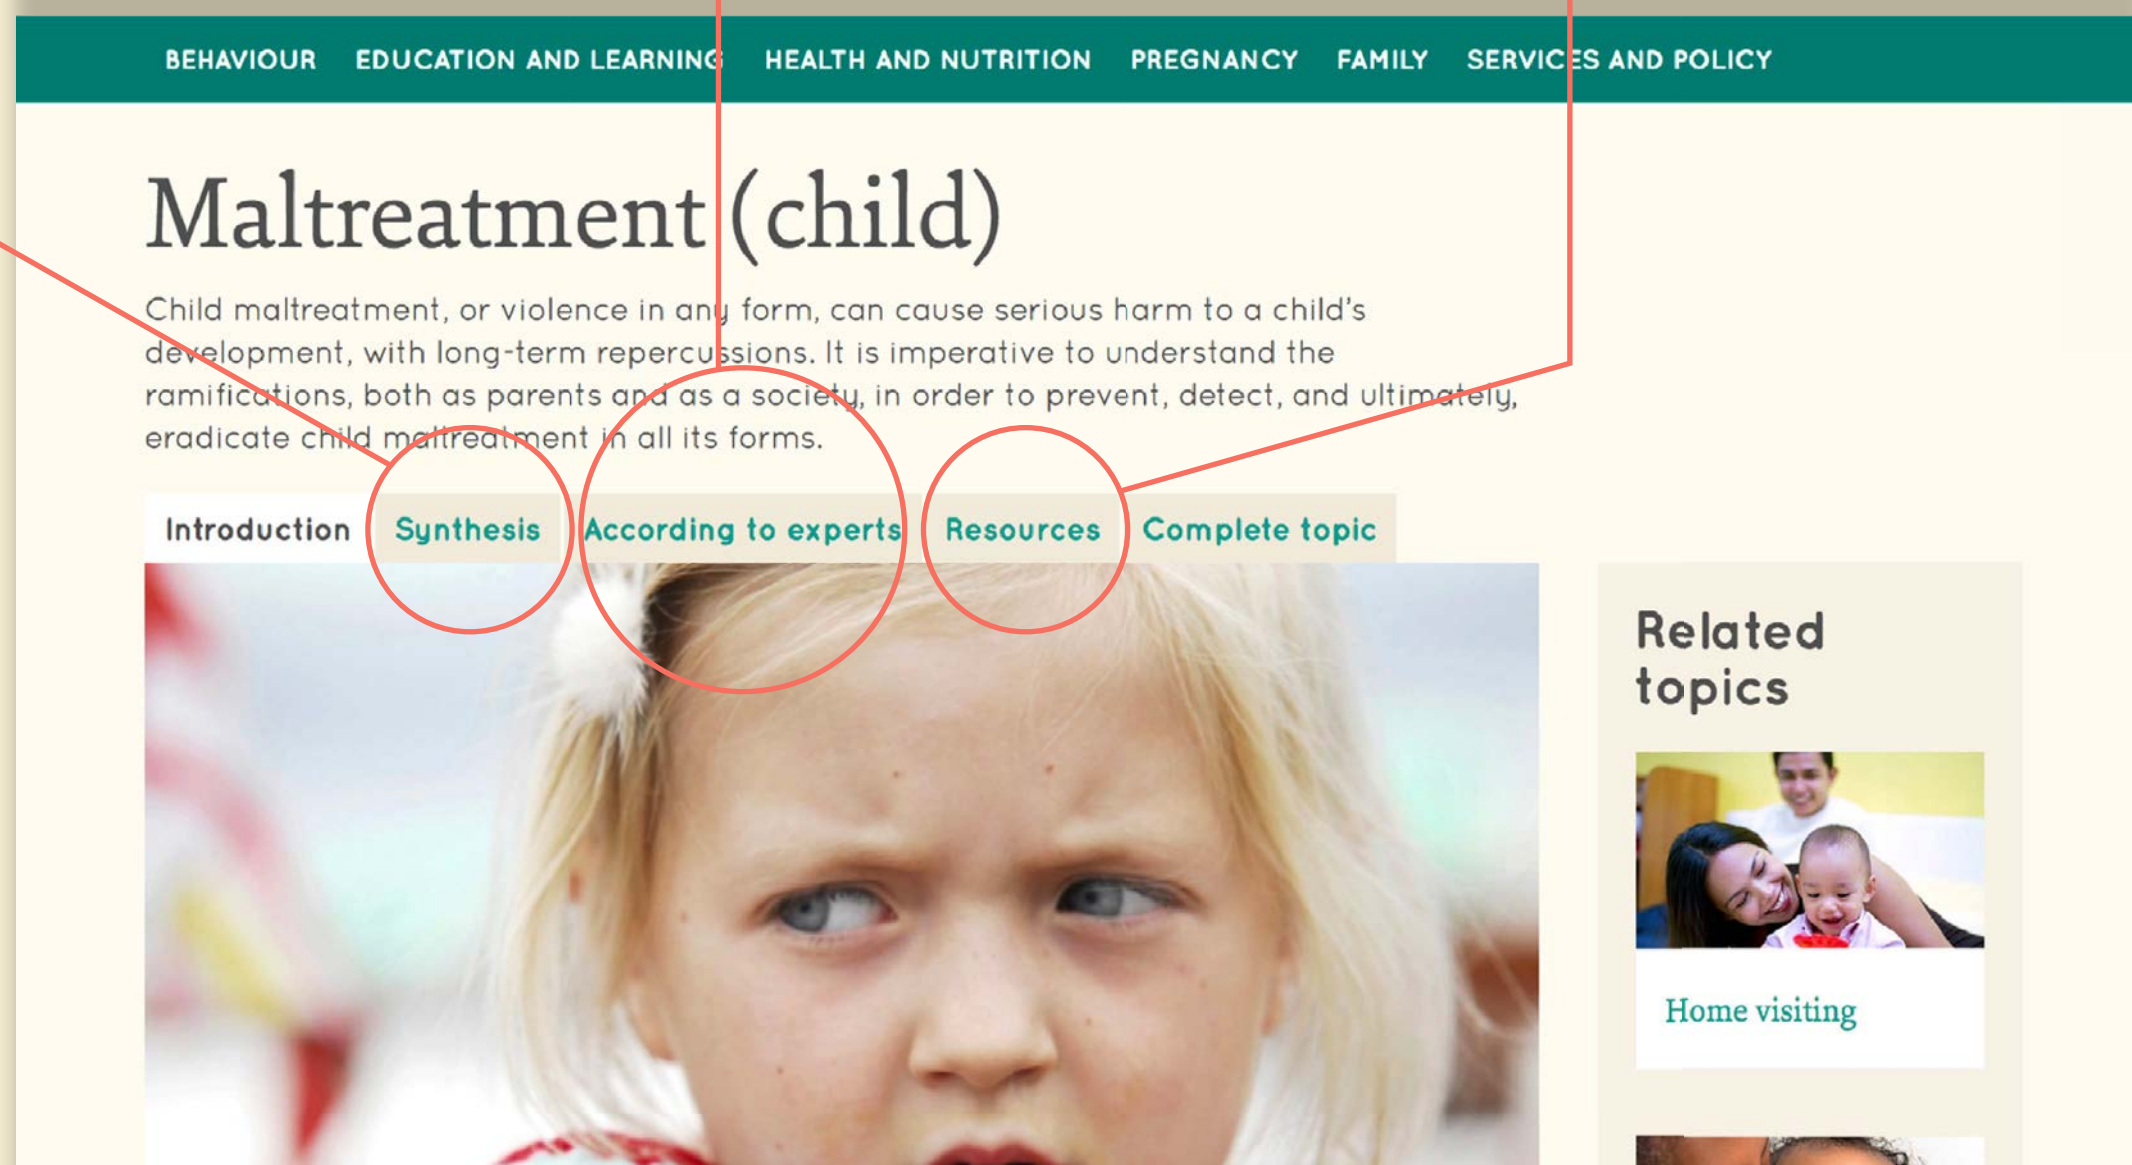 BEHAVIOUR EDUCATION AND LEARNING HEALTH AND NUTRITION PREGNANCY FAMILY SERVICES AND POLICY
Maltreatment (child)
Child maltreatment, or violence in any form, can cause serious harm to a child's
development, with long-term repercussions. It is imperative to understand the
ramifications, both as parents and as a society, in order to prevent, detect, and ultimately,
eradicate child maltreatment in all its forms.
Introduction Synthesis According to experts Resources Complete topic
Related
topics
Home visiting